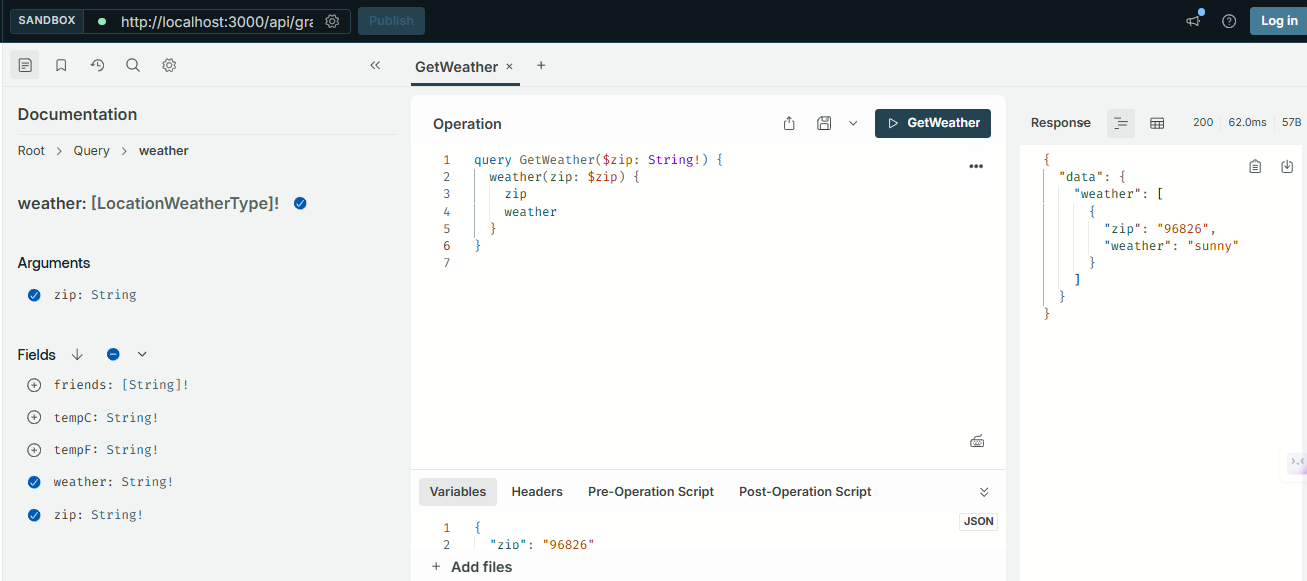 SANDBOX
http://localhost:3000/api/gra
Publish
Log in
Documentation
Root > Query > weather
weather: [LocationWeatherType]!
Arguments
zip: String
Fields
friends: [String]!
tempC: String!
tempF: String!
weather: String!
zip: String!
GetWeather × +
Operation
GetWeather
1 query GetWeather($zip: String!) {
2 weather(zip: $zip) {
3 zip
4 weather
5 }
6 }
7
Variables Headers Pre-Operation Script Post-Operation Script
JSON
1 {
2 "zip": "96826"
+ Add files
Response 200 62.0ms 57B
{
"data": {
"weather": [
{
"zip": "96826",
"weather": "sunny"
}
]
}
}